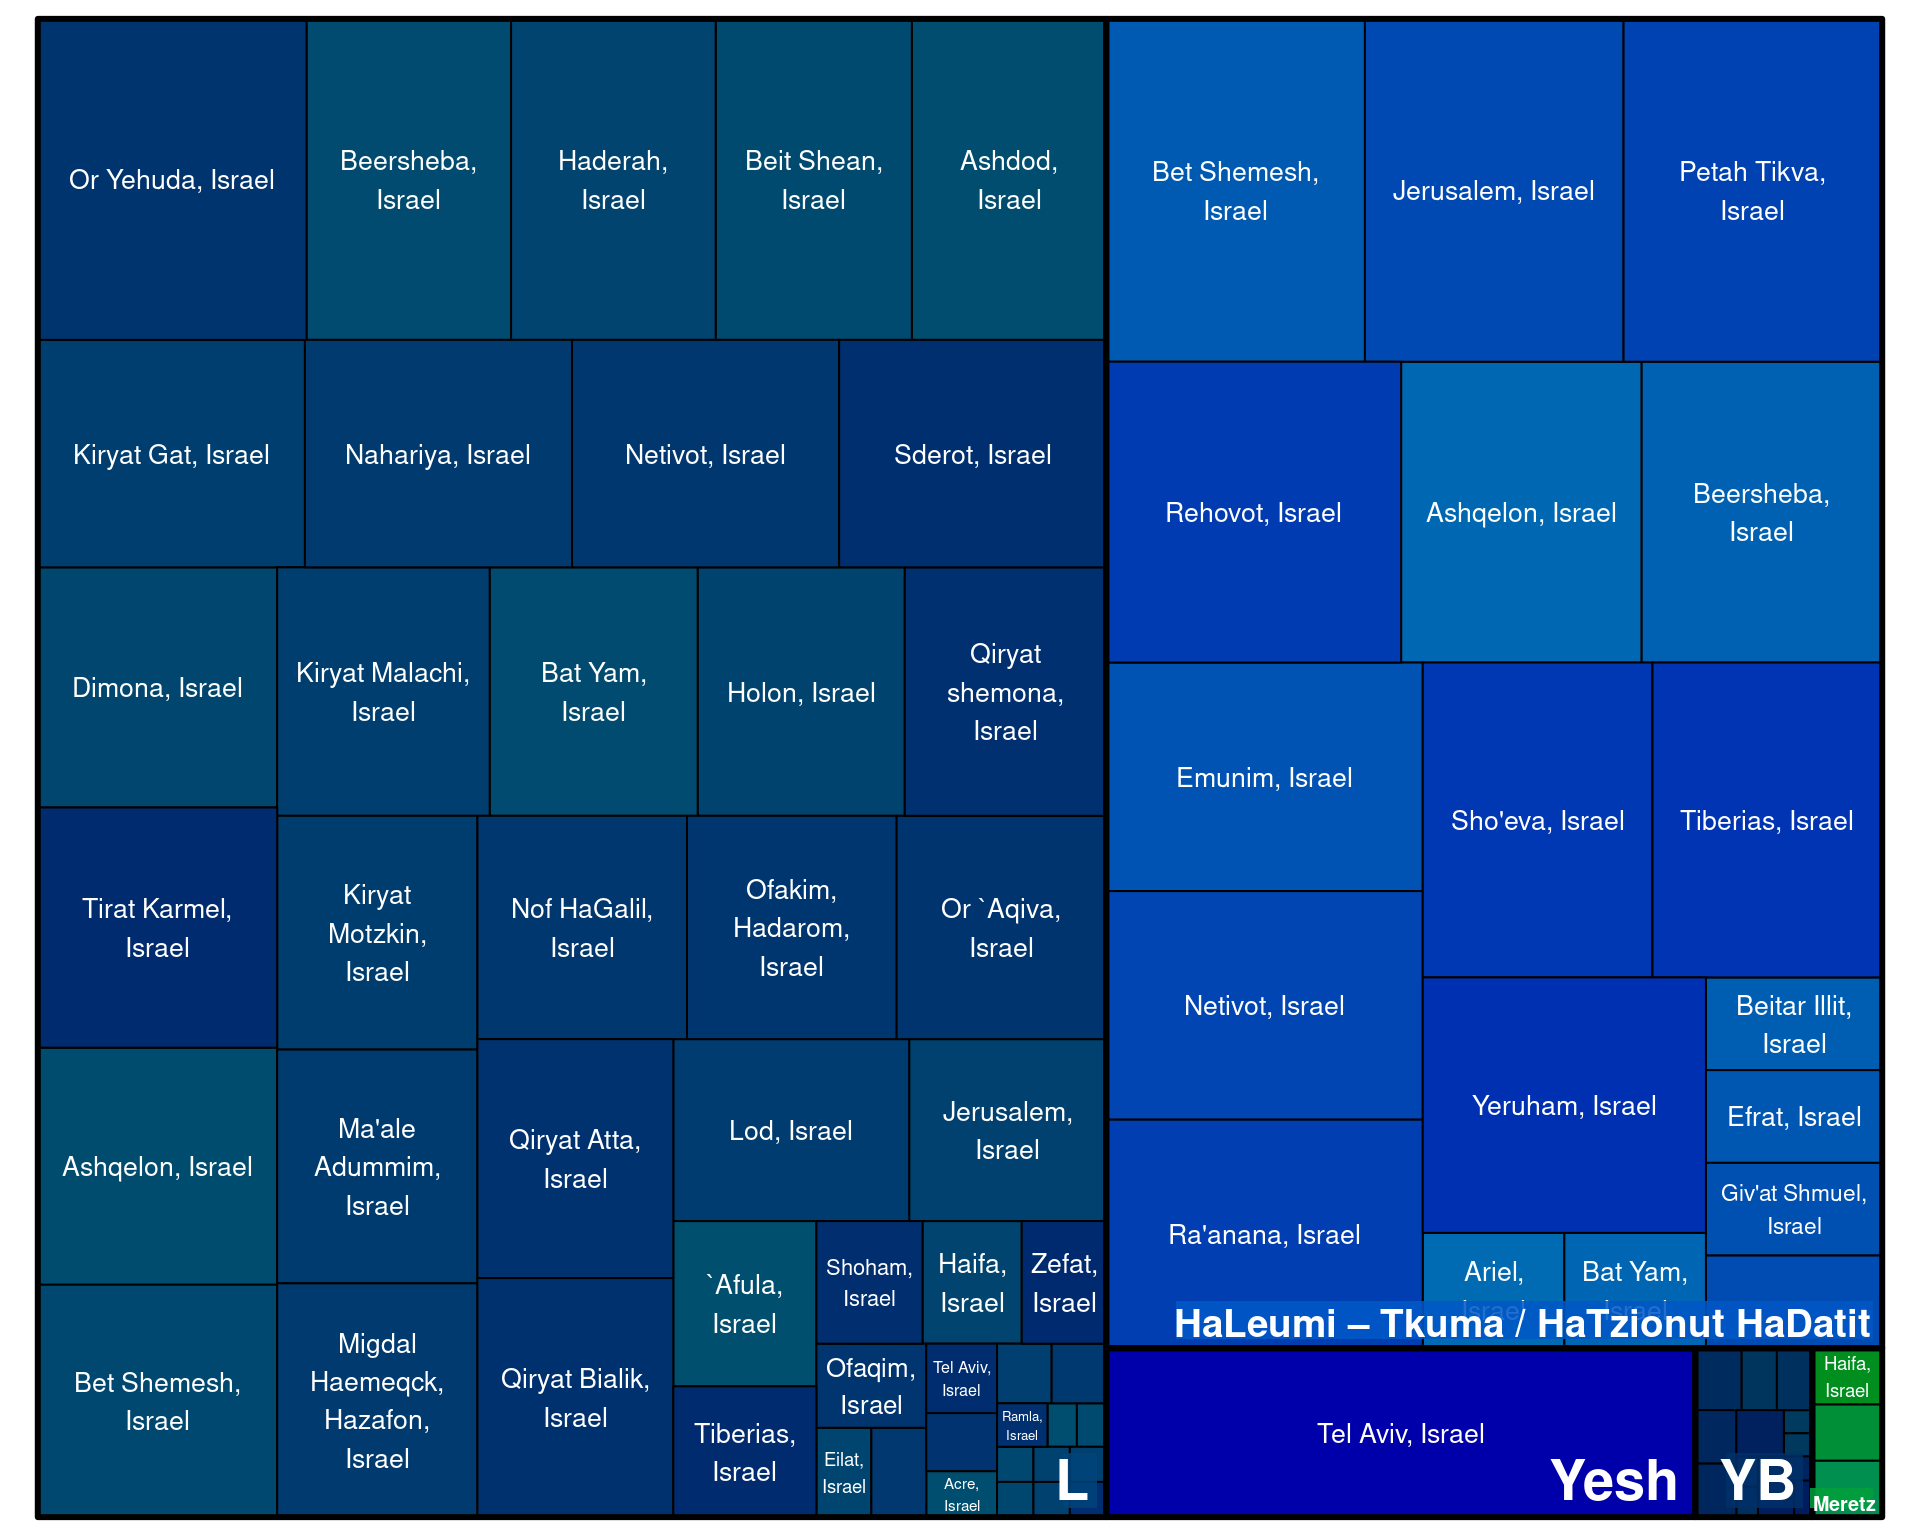 Or Yehuda, Israel
Beersheba,
Israel
Haderah,
Israel
Beit Shean,
Israel
Ashdod,
Israel
Kiryat Gat, Israel
Nahariya, Israel
Netivot, Israel
Sderot, Israel
Dimona, Israel
Kiryat Malachi,
Israel
Bat Yam,
Israel
Holon, Israel
Qiryat
shemona,
Israel
Tirat Karmel,
Israel
Kiryat
Motzkin,
Israel
Nof HaGalil,
Israel
Ofakim,
Hadarom,
Israel
Or `Aqiva,
Israel
Ashqelon, Israel
Ma'ale
Adummim,
Israel
Qiryat Atta,
Israel
Lod, Israel
Jerusalem,
Israel
Bet Shemesh,
Israel
Migdal
Haemeqck,
Hazafon,
Israel
Qiryat Bialik,
Israel
`Afula,
Israel
Shoham,
Israel
Haifa,
Israel
Zefat,
Israel
Tiberias,
Israel
Ofaqim,
Israel
Tel Aviv,
Israel
Ramla,
Israel
Eilat,
Israel
Acre,
Israel
L
Bet Shemesh,
Israel
Jerusalem, Israel
Petah Tikva,
Israel
Rehovot, Israel
Ashqelon, Israel
Beersheba,
Israel
Emunim, Israel
Sho'eva, Israel
Tiberias, Israel
Netivot, Israel
Yeruham, Israel
Beitar Illit,
Israel
Efrat, Israel
Giv'at Shmuel,
Israel
Ra'anana, Israel
Ariel,
Israel
Bat Yam,
Israel
HaLeumi – Tkuma / HaTzionut HaDatit
Tel Aviv, Israel
Yesh
YB
Haifa,
Israel
Meretz